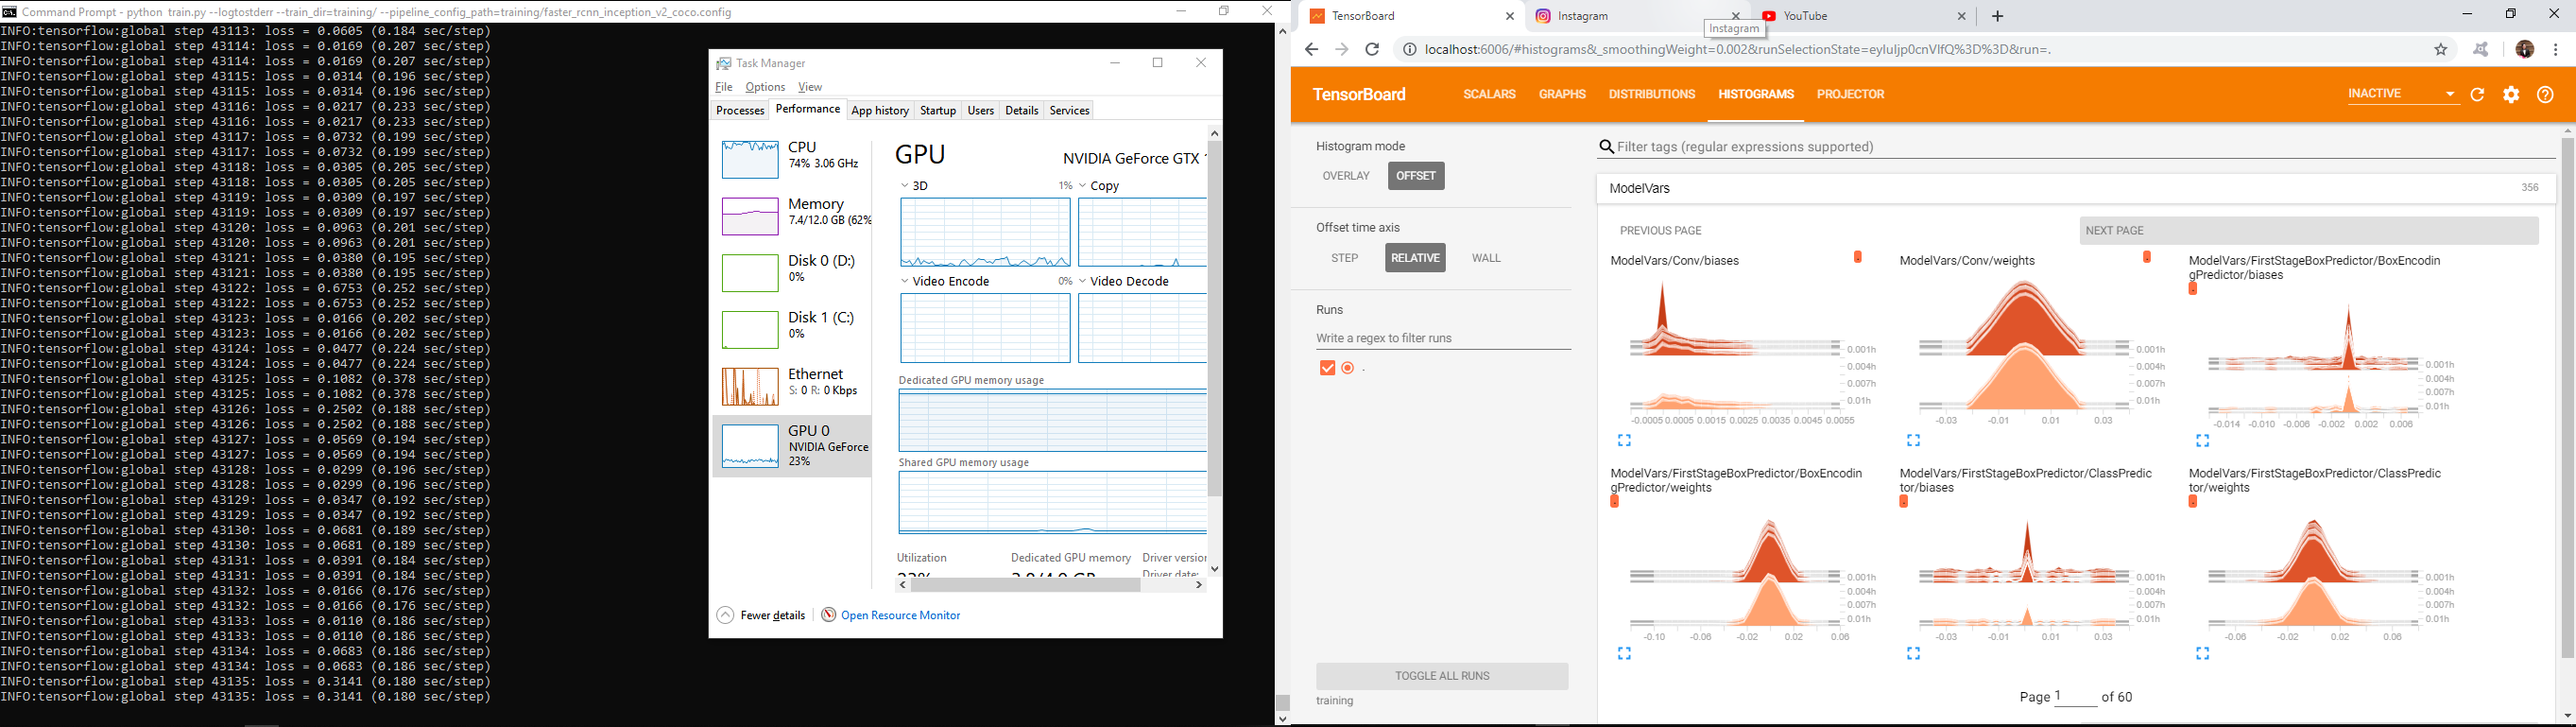 Command Prompt - python train.py --logtostderr --train_dir=training/ --pipeline_config_path=training/faster_rcnn_inception_v2_coco.config
INFO:tensorflow:global step 43113: loss = 0.0605 (0.184 sec/step)
INFO:tensorflow:global step 43114: loss = 0.0169 (0.207 sec/step)
INFO:tensorflow:global step 43114: loss = 0.0169 (0.207 sec/step)
INFO:tensorflow:global step 43115: loss = 0.0314 (0.196 sec/step)
INFO:tensorflow:global step 43115: loss = 0.0314 (0.196 sec/step)
INFO:tensorflow:global step 43116: loss = 0.0217 (0.233 sec/step)
INFO:tensorflow:global step 43116: loss = 0.0217 (0.233 sec/step)
INFO:tensorflow:global step 43117: loss = 0.0732 (0.199 sec/step)
INFO:tensorflow:global step 43117: loss = 0.0732 (0.199 sec/step)
INFO:tensorflow:global step 43118: loss = 0.0305 (0.205 sec/step)
INFO:tensorflow:global step 43118: loss = 0.0305 (0.205 sec/step)
INFO:tensorflow:global step 43119: loss = 0.0309 (0.197 sec/step)
INFO:tensorflow:global step 43119: loss = 0.0309 (0.197 sec/step)
INFO:tensorflow:global step 43120: loss = 0.0963 (0.201 sec/step)
INFO:tensorflow:global step 43120: loss = 0.0963 (0.201 sec/step)
INFO:tensorflow:global step 43121: loss = 0.0380 (0.195 sec/step)
INFO:tensorflow:global step 43121: loss = 0.0380 (0.195 sec/step)
INFO:tensorflow:global step 43122: loss = 0.6753 (0.252 sec/step)
INFO:tensorflow:global step 43122: loss = 0.6753 (0.252 sec/step)
INFO:tensorflow:global step 43123: loss = 0.0166 (0.202 sec/step)
INFO:tensorflow:global step 43123: loss = 0.0166 (0.202 sec/step)
INFO:tensorflow:global step 43124: loss = 0.0477 (0.224 sec/step)
INFO:tensorflow:global step 43124: loss = 0.0477 (0.224 sec/step)
INFO:tensorflow:global step 43125: loss = 0.1082 (0.378 sec/step)
INFO:tensorflow:global step 43125: loss = 0.1082 (0.378 sec/step)
INFO:tensorflow:global step 43126: loss = 0.2502 (0.188 sec/step)
INFO:tensorflow:global step 43126: loss = 0.2502 (0.188 sec/step)
INFO:tensorflow:global step 43127: loss = 0.0569 (0.194 sec/step)
INFO:tensorflow:global step 43127: loss = 0.0569 (0.194 sec/step)
INFO:tensorflow:global step 43128: loss = 0.0299 (0.196 sec/step)
INFO:tensorflow:global step 43128: loss = 0.0299 (0.196 sec/step)
INFO:tensorflow:global step 43129: loss = 0.0347 (0.192 sec/step)
INFO:tensorflow:global step 43129: loss = 0.0347 (0.192 sec/step)
INFO:tensorflow:global step 43130: loss = 0.0681 (0.189 sec/step)
INFO:tensorflow:global step 43130: loss = 0.0681 (0.189 sec/step)
INFO:tensorflow:global step 43131: loss = 0.0391 (0.184 sec/step)
INFO:tensorflow:global step 43131: loss = 0.0391 (0.184 sec/step)
INFO:tensorflow:global step 43132: loss = 0.0166 (0.176 sec/step)
INFO:tensorflow:global step 43132: loss = 0.0166 (0.176 sec/step)
INFO:tensorflow:global step 43133: loss = 0.0110 (0.186 sec/step)
INFO:tensorflow:global step 43133: loss = 0.0110 (0.186 sec/step)
INFO:tensorflow:global step 43134: loss = 0.0683 (0.186 sec/step)
INFO:tensorflow:global step 43134: loss = 0.0683 (0.186 sec/step)
INFO:tensorflow:global step 43135: loss = 0.3141 (0.180 sec/step)
INFO:tensorflow:global step 43135: loss = 0.3141 (0.180 sec/step)
Task Manager
File Options View
Processes Performance App history Startup Users Details Services
CPU
74% 3.06 GHz
Memory
7.4/12.0 GB (62%
Disk 0 (D:)
0%
Disk 1 (C:)
0%
Ethernet
S: 0 R: 0 Kbps
GPU 0
NVIDIA GeForce
23%
GPU NVIDIA GeForce GTX 1
3D 1% Copy
Video Encode 0% Video Decode
Dedicated GPU memory usage
Shared GPU memory usage
Utilization Dedicated GPU memory Driver version
23% 3.9/4.0 GB Driver date:
Fewer details Open Resource Monitor
TensorBoard Instagram YouTube
Instagram
localhost:6006/#histograms&_smoothingWeight=0.002&runSelectionState=eyIuIjp0cnVlfQ%3D%3D&run=.
TensorBoard SCALARS GRAPHS DISTRIBUTIONS HISTOGRAMS PROJECTOR INACTIVE
Histogram mode
OVERLAY OFFSET
Offset time axis
STEP RELATIVE WALL
Runs
Write a regex to filter runs
.
TOGGLE ALL RUNS
training
Filter tags (regular expressions supported)
ModelVars 356
PREVIOUS PAGE NEXT PAGE
ModelVars/Conv/biases
0.001h
0.004h
0.007h
0.01h
-0.0005 0.0005 0.0015 0.0025 0.0035 0.0045 0.0055
ModelVars/Conv/weights
0.001h
0.004h
0.007h
0.01h
-0.03 -0.01 0.01 0.03
ModelVars/FirstStageBoxPredictor/BoxEncodin
gPredictor/biases
0.001h
0.004h
0.007h
0.01h
-0.014 -0.010 -0.006 -0.002 0.002 0.006
ModelVars/FirstStageBoxPredictor/BoxEncodin
gPredictor/weights
0.001h
0.004h
0.007h
0.01h
-0.10 -0.06 -0.02 0.02 0.06
ModelVars/FirstStageBoxPredictor/ClassPredic
tor/biases
0.001h
0.004h
0.007h
0.01h
-0.03 -0.01 0.01 0.03
ModelVars/FirstStageBoxPredictor/ClassPredic
tor/weights
0.001h
0.004h
0.007h
0.01h
-0.06 -0.02 0.02 0.06
Page 1 of 60